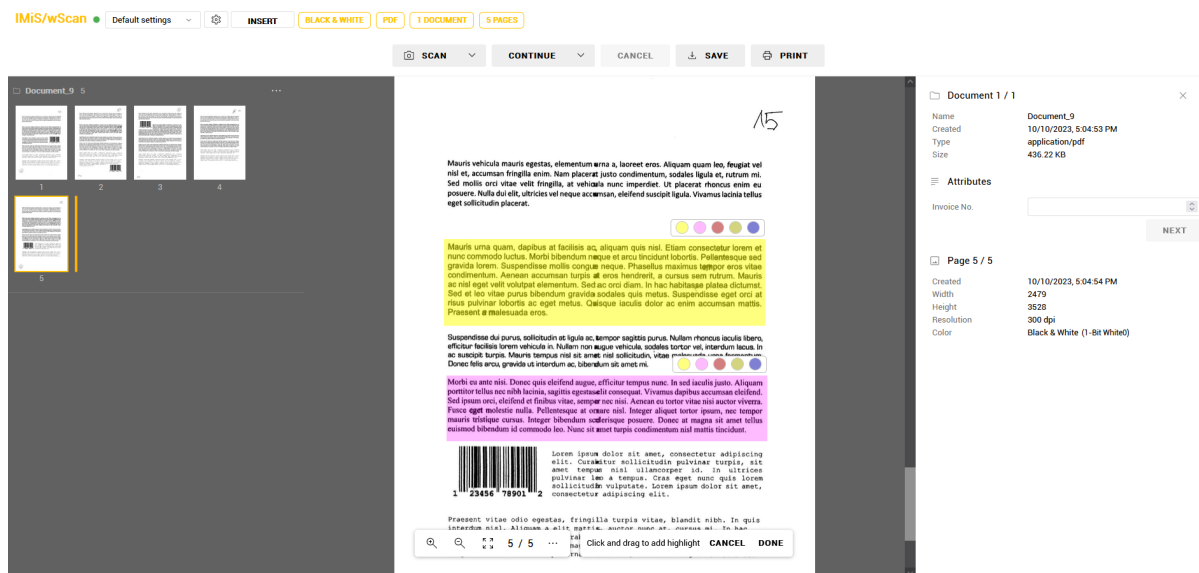 IMiS/wScan
Default settings
INSERT
BLACK & WHITE
PDF
1 DOCUMENT
5 PAGES
SCAN
CONTINUE
CANCEL
SAVE
PRINT
Document_9 5
1
2
3
4
5
15
Mauris vehicula mauris egestas, elementum urna a, laoreet eros. Aliquam quam leo, feugiat vel
nisl et, accumsan fringilla enim. Nam placerat justo condimentum, sodales ligula et, rutrum mi.
Sed mollis orci vitae velit fringilla, at vehicula nunc imperdiet. Ut placerat rhoncus enim eu
posuere. Nulla dui elit, ultricies vel neque accumsan, eleifend suscipit ligula. Vivamus lacinia tellus
eget sollicitudin placerat.
Mauris urna quam, dapibus at facilisis ac, aliquam quis nisl. Etiam consectetur lorem et
nunc commodo luctus. Morbi bibendum neque et arcu tincidunt lobortis. Pellentesque sed
gravida lorem. Suspendisse mollis congue neque. Phasellus maximus tempor eros vitae
condimentum. Aenean accumsan turpis at eros hendrerit, a cursus sem rutrum. Mauris
ac nisl eget velit volutpat elementum. Sed ac orci diam. In hac habitasse platea dictumst.
Sed et leo vitae purus bibendum gravida sodales quis metus. Suspendisse eget orci at
risus pulvinar lobortis ac eget metus. Quisque iaculis dolor ac enim accumsan mattis.
Praesent a malesuada eros.
Suspendisse dui purus, sollicitudin at ligula ac, tempor sagittis purus. Nullam rhoncus iaculis libero,
efficitur facilisis lorem vehicula in. Nullam non augue vehicula, sodales tortor vel, interdum lacus. In
ac suscipit turpis. Mauris tempus nisl sit amet nisl sollicitudin, vitae malesuada urna fermentum.
Donec felis arcu, gravida ut interdum ac, bibendum sit amet mi.
Morbi eu ante nisi. Donec quis eleifend augue, efficitur tempus nunc. In sed iaculis justo. Aliquam
porttitor tellus nec nibh lacinia, sagittis egestas elit consequat. Vivamus dapibus accumsan eleifend.
Sed ipsum orci, eleifend et finibus vitae, semper nec nisi. Aenean eu tortor vitae nisi auctor viverra.
Fusce eget molestie nulla. Pellentesque at ornare nisl. Integer aliquet tortor ipsum, nec tempor
mauris tristique cursus. Integer bibendum scelerisque posuere. Donec at magna sit amet tellus
euismod bibendum id commodo leo. Nunc sit amet turpis condimentum nisl mattis tincidunt.
1 23456 78901 2
Lorem ipsum dolor sit amet, consectetur adipiscing
elit. Curabitur sollicitudin pulvinar turpis, sit
amet tempus nisl ullamcorper id. In ultrices
pulvinar leo a tempus. Cras eget nunc quis lorem
sollicitudin vulputate. Lorem ipsum dolor sit amet,
consectetur adipiscing elit.
Praesent vitae odio egestas, fringilla turpis vitae, blandit nibh. In quis
interdum nisl. Aliquam a elit mattis, auctor nunc at, cursus mi. In hac
5 / 5
Click and drag to add highlight
CANCEL
DONE
Document 1 / 1
Name Document_9
Created 10/10/2023, 5:04:53 PM
Type application/pdf
Size 436.22 KB
Attributes
Invoice No.
NEXT
Page 5 / 5
Created 10/10/2023, 5:04:54 PM
Width 2479
Height 3528
Resolution 300 dpi
Color Black & White (1-Bit White0)